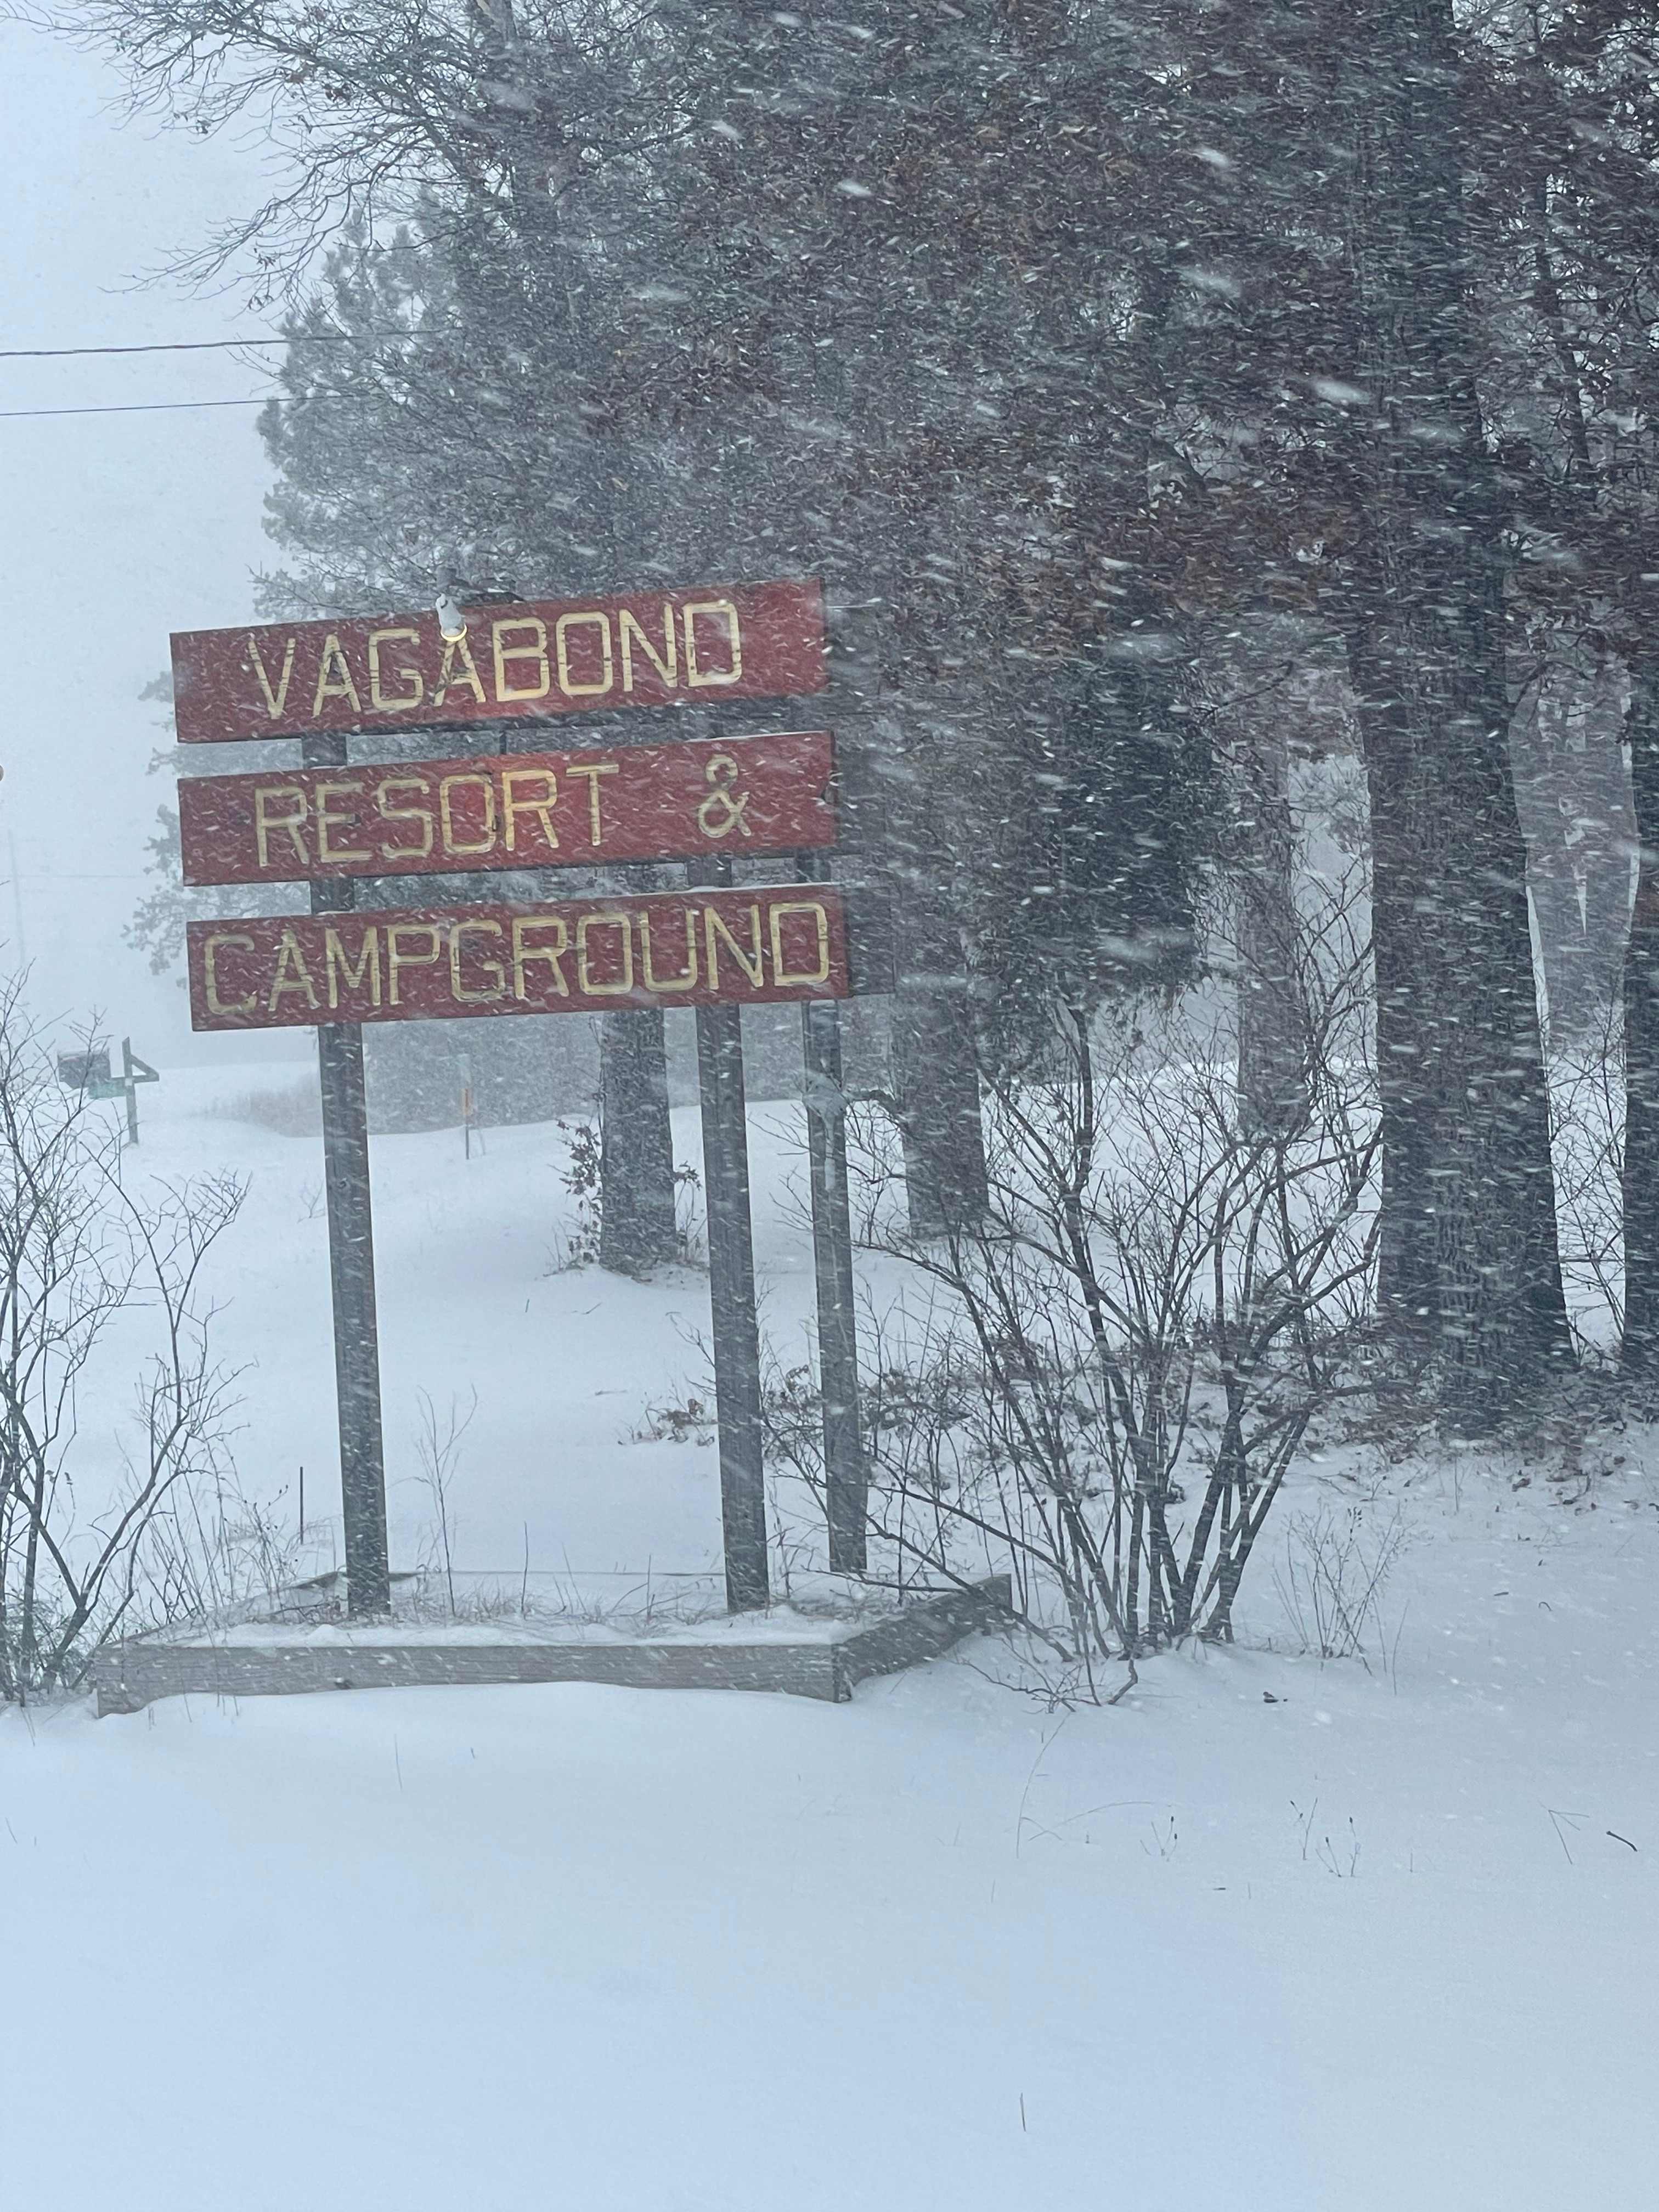 VAGABOND
RESORT &
CAMPGROUND